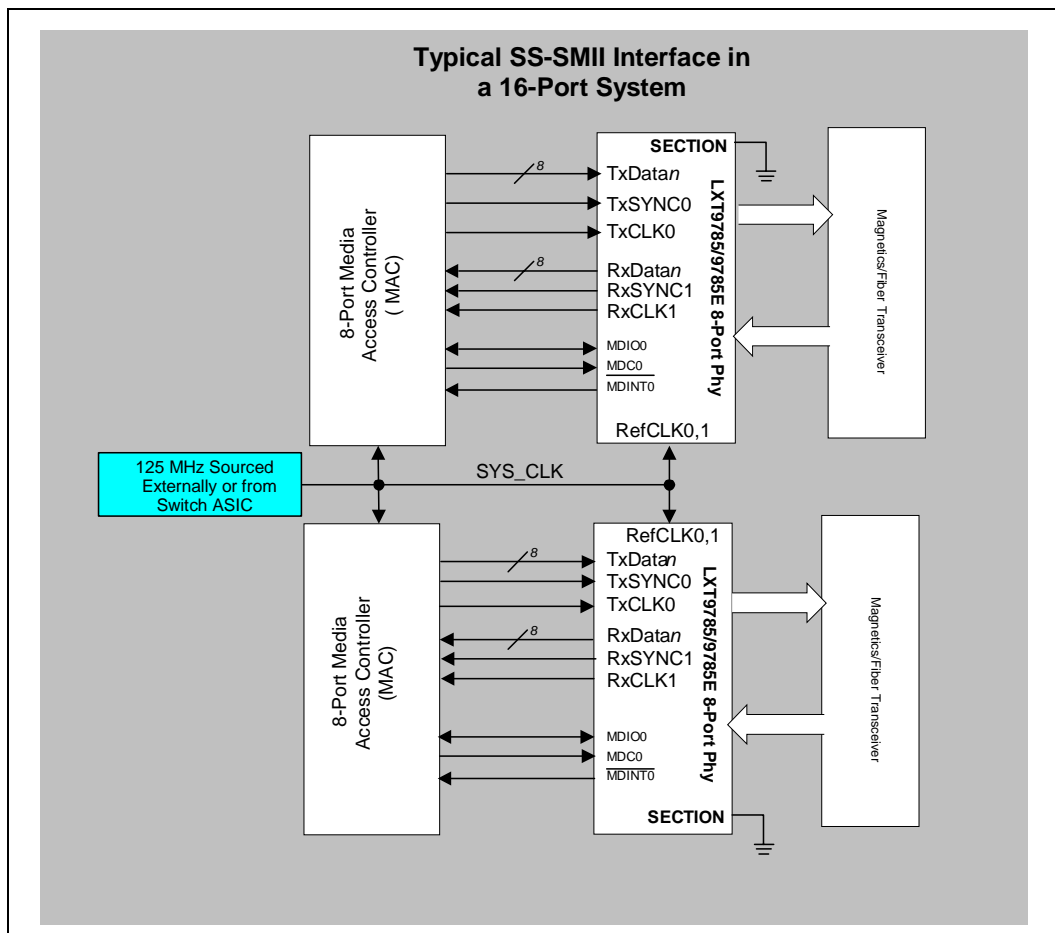 Typical SS-SMII Interface in
a 16-Port System
8-Port Media
Access Controller
( MAC)
8
8
SECTION
TxDatan
TxSYNC0
TxCLK0
RxDatan
RxSYNC1
RxCLK1
MDIO0
MDC0
MDINT0
RefCLK0,1
LXT9785/9785E 8-Port Phy
Magnetics/Fiber Transceiver
125 MHz Sourced
Externally or from
Switch ASIC
SYS_CLK
8-Port Media
Access Controller
(MAC)
8
8
RefCLK0,1
TxDatan
TxSYNC0
TxCLK0
RxDatan
RxSYNC1
RxCLK1
MDIO0
MDC0
MDINT0
SECTION
LXT9785/9785E 8-Port Phy
Magnetics/Fiber Transceiver